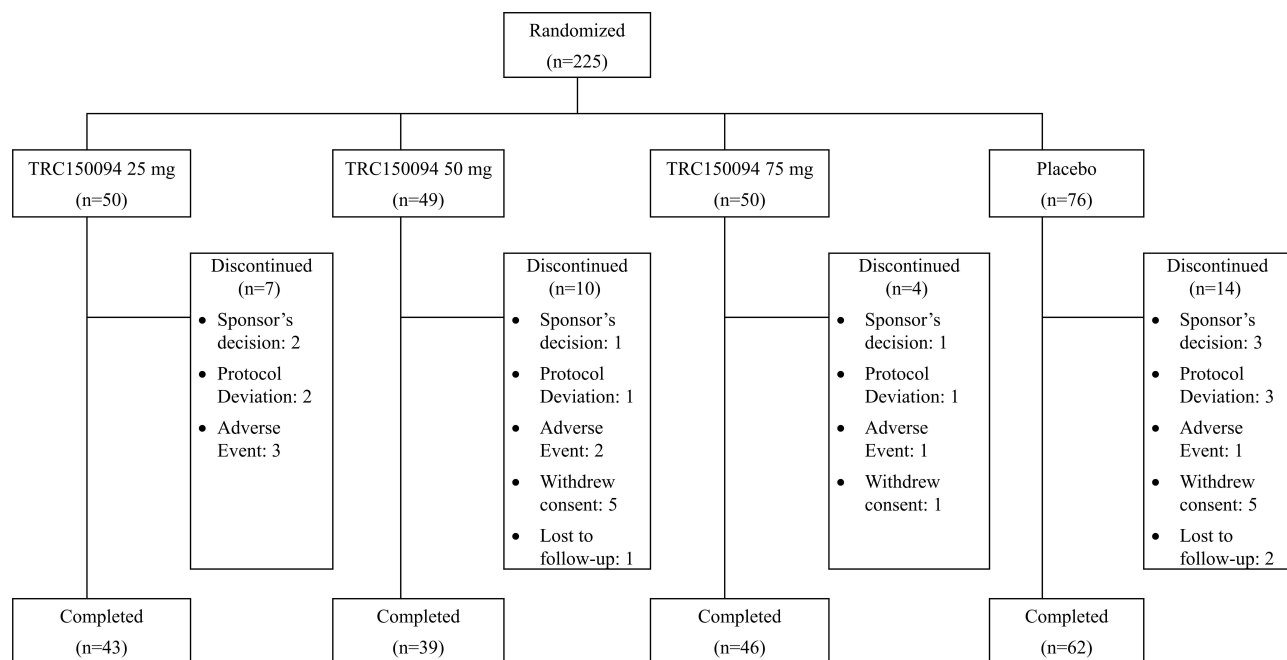 Randomized
(n=225)
TRC150094 25 mg
(n=50)
TRC150094 50 mg
(n=49)
TRC150094 75 mg
(n=50)
Placebo
(n=76)
Discontinued
(n=7)
• Sponsor’s
decision: 2
• Protocol
Deviation: 2
• Adverse
Event: 3
Discontinued
(n=10)
• Sponsor’s
decision: 1
• Protocol
Deviation: 1
• Adverse
Event: 2
• Withdrew
consent: 5
• Lost to
follow-up: 1
Discontinued
(n=4)
• Sponsor’s
decision: 1
• Protocol
Deviation: 1
• Adverse
Event: 1
• Withdrew
consent: 1
Discontinued
(n=14)
• Sponsor’s
decision: 3
• Protocol
Deviation: 3
• Adverse
Event: 1
• Withdrew
consent: 5
• Lost to
follow-up: 2
Completed
(n=43)
Completed
(n=39)
Completed
(n=46)
Completed
(n=62)